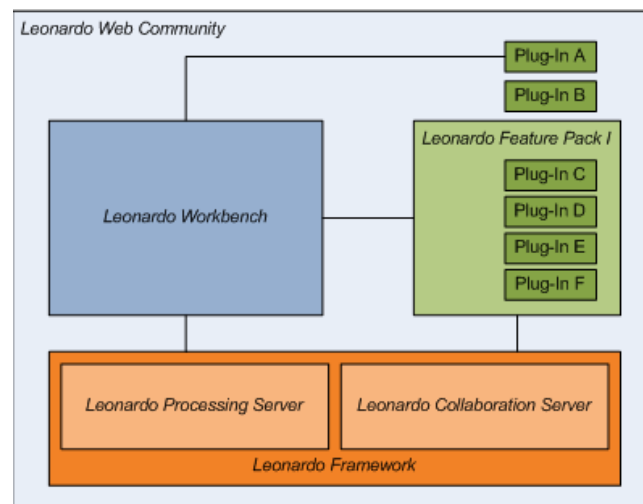 Leonardo Web Community
Plug-In A
Plug-In B
Leonardo Feature Pack I
Leonardo Workbench
Plug-In C
Plug-In D
Plug-In E
Plug-In F
Leonardo Processing Server
Leonardo Collaboration Server
Leonardo Framework